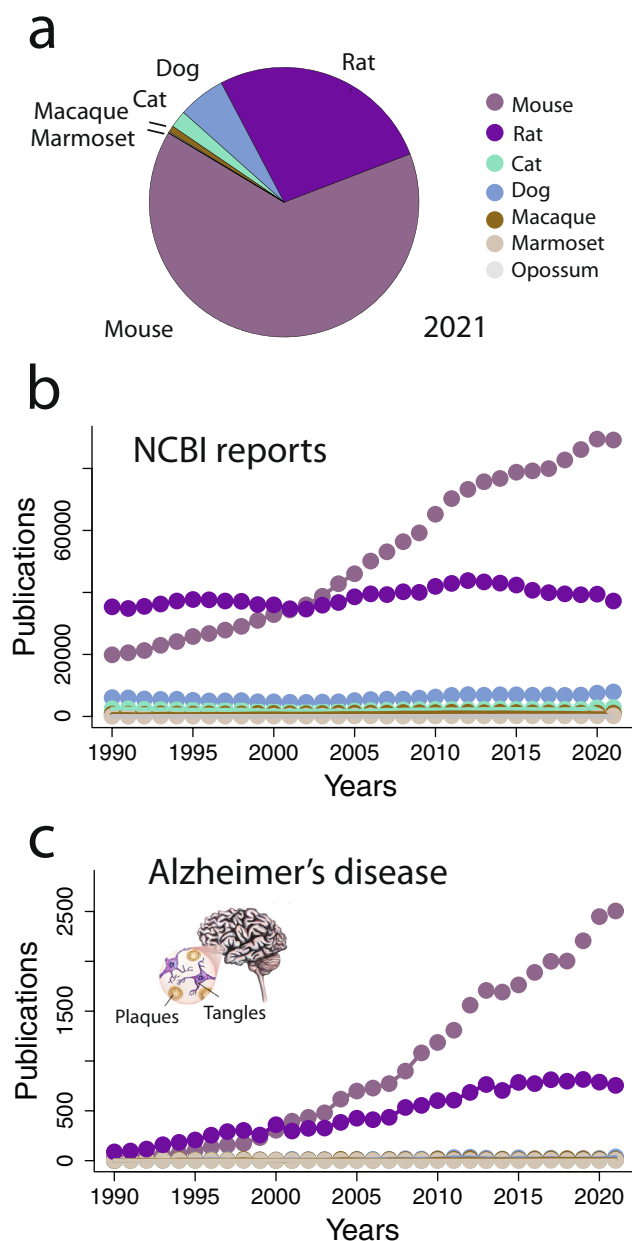 a
Dog
Rat
Cat
Macaque
Marmoset
Mouse
2021
Mouse
Rat
Cat
Dog
Macaque
Marmoset
Opossum
b
NCBI reports
Publications
60000
20000
0
1990 1995 2000 2005 2010 2015 2020
Years
c
Alzheimer's disease
Plaques
Tangles
Publications
2500
1500
500
0
1990 1995 2000 2005 2010 2015 2020
Years